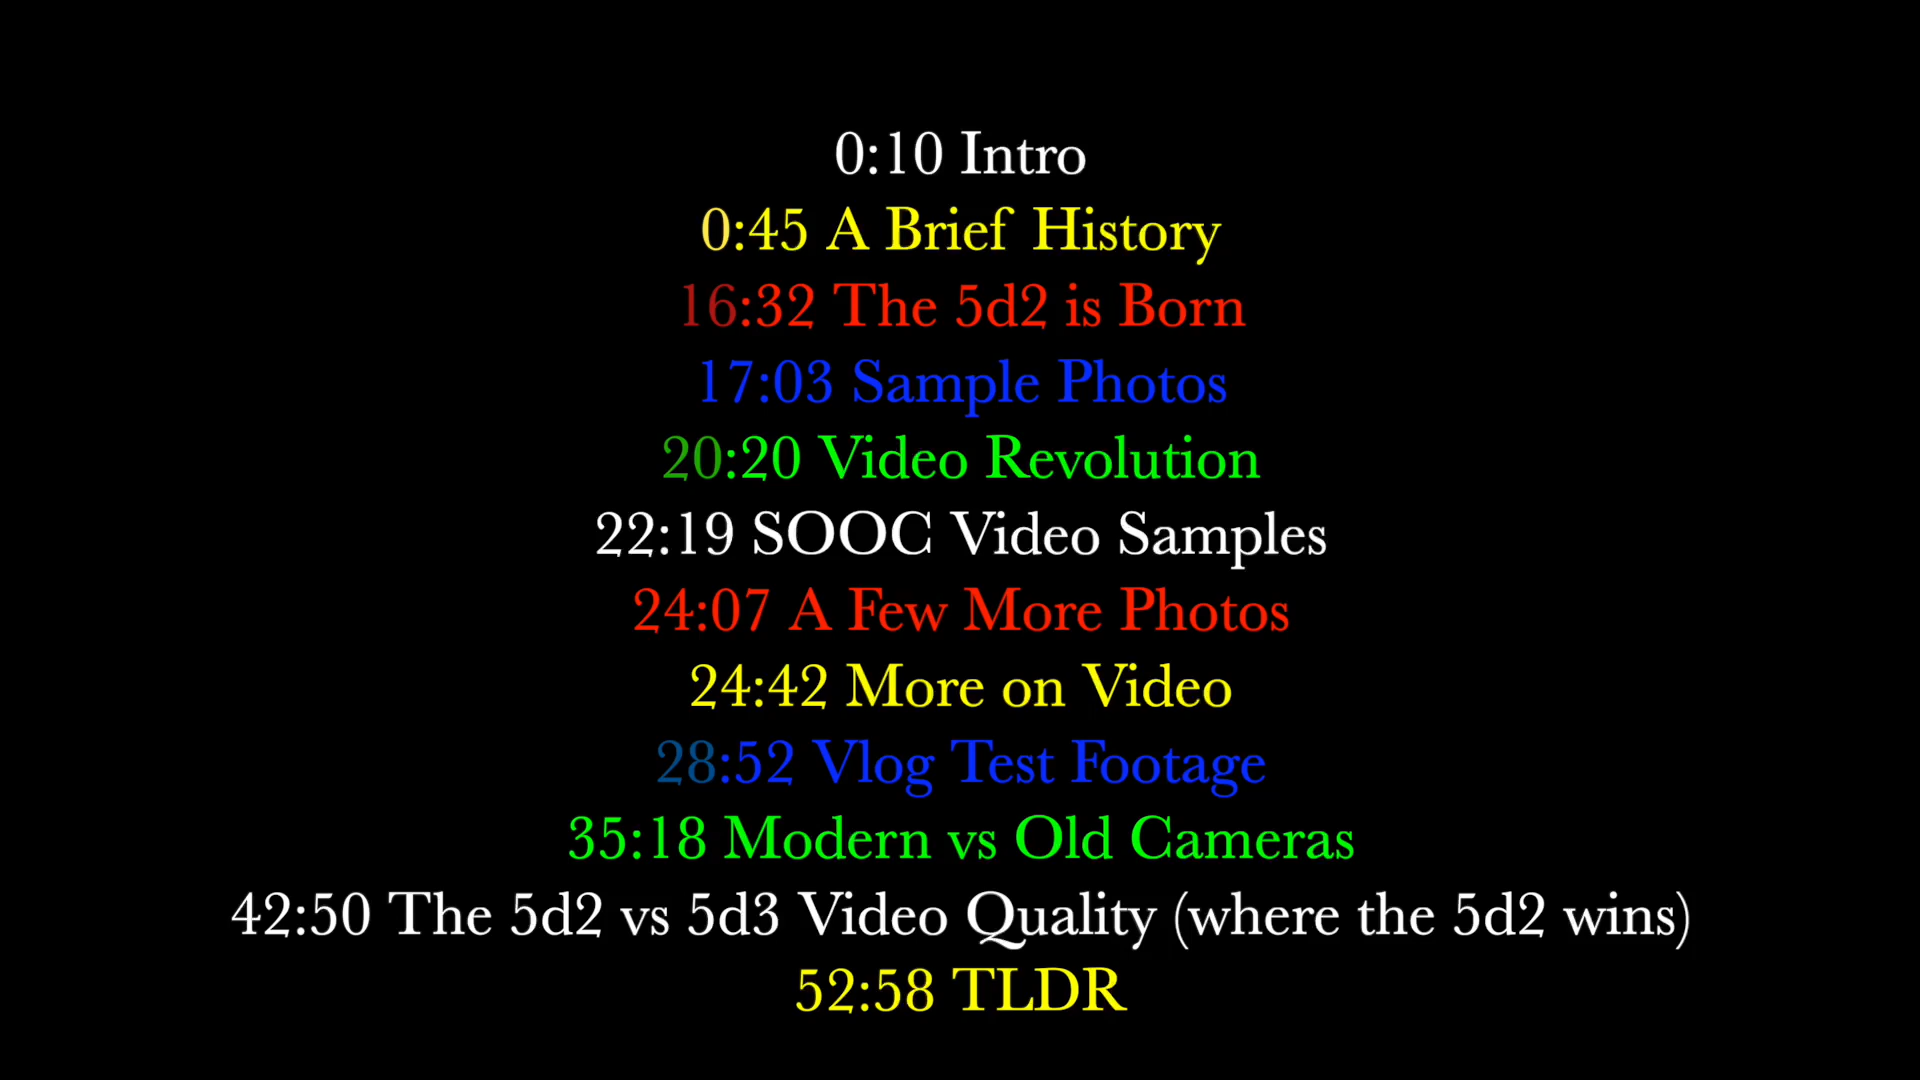 0:10 Intro
0:45 A Brief History
16:32 The 5d2 is Born
17:03 Sample Photos
20:20 Video Revolution
22:19 SOOC Video Samples
24:07 A Few More Photos
24:42 More on Video
28:52 Vlog Test Footage
35:18 Modern vs Old Cameras
42:50 The 5d2 vs 5d3 Video Quality (where the 5d2 wins)
52:58 TLDR